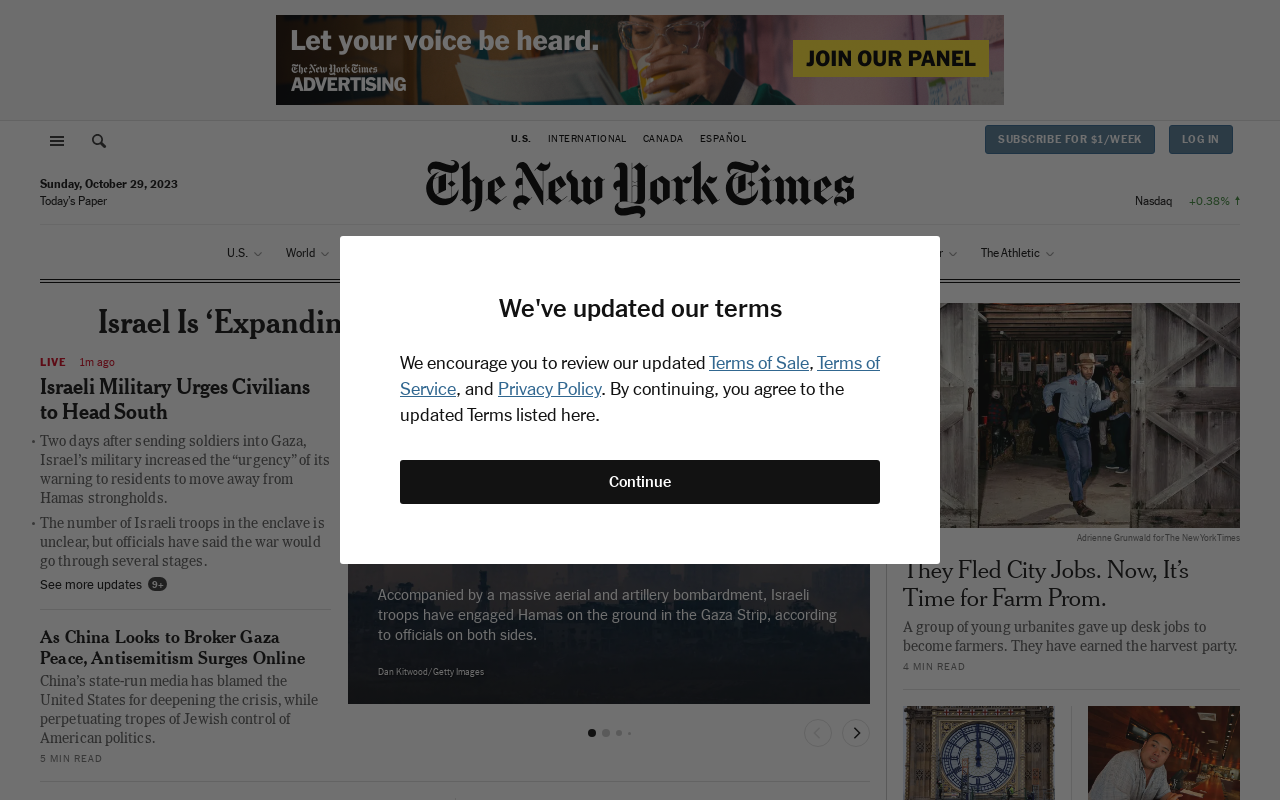 Let your voice be heard.
The New York Times
ADVERTISING
JOIN OUR PANEL
U.S. INTERNATIONAL CANADA ESPAÑOL
SUBSCRIBE FOR $1/WEEK
LOG IN
The New York Times
Sunday, October 29, 2023
Today's Paper
Nasdaq +0.38% ↑
U.S. World
The Athletic
We've updated our terms
We encourage you to review our updated Terms of Sale, Terms of
Service, and Privacy Policy. By continuing, you agree to the
updated Terms listed here.
Continue
Israel Is ‘Expandin
LIVE 1m ago
Israeli Military Urges Civilians
to Head South
• Two days after sending soldiers into Gaza,
Israel’s military increased the “urgency” of its
warning to residents to move away from
Hamas strongholds.
• The number of Israeli troops in the enclave is
unclear, but officials have said the war would
go through several stages.
See more updates 9+
As China Looks to Broker Gaza
Peace, Antisemitism Surges Online
China’s state-run media has blamed the
United States for deepening the crisis, while
perpetuating tropes of Jewish control of
American politics.
5 MIN READ
Accompanied by a massive aerial and artillery bombardment, Israeli
troops have engaged Hamas on the ground in the Gaza Strip, according
to officials on both sides.
Dan Kitwood/Getty Images
Adrienne Grunwald for The New York Times
They Fled City Jobs. Now, It’s
Time for Farm Prom.
A group of young urbanites gave up desk jobs to
become farmers. They have earned the harvest party.
4 MIN READ